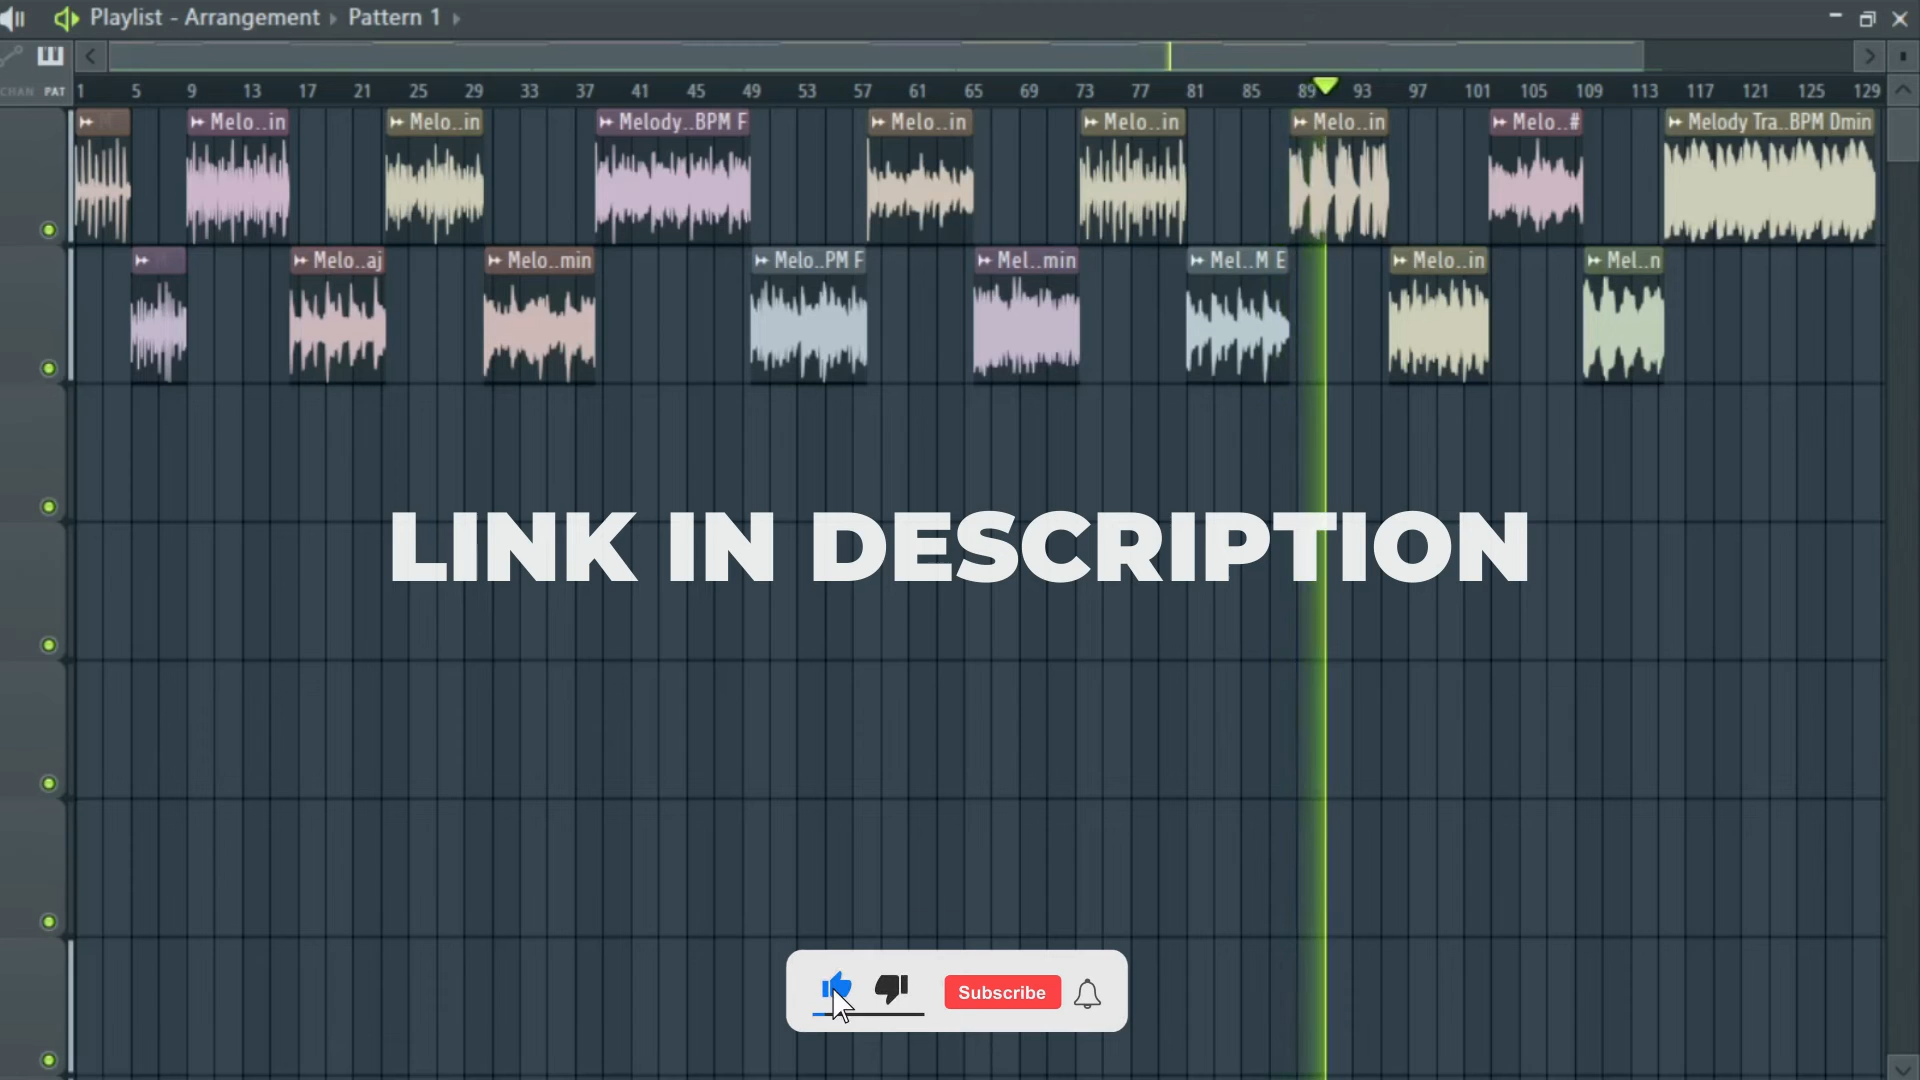 Playlist - Arrangement ▸ Pattern 1 ▸
CHAN PAT
1 5 9 13 17 21 25 29 33 37 41 45 49 53 57 61 65 69 73 77 81 85 89 93 97 101 105 109 113 117 121 125 129
Melo..in Melo..in Melody..BPM F Melo..in Melo..in Melo..in Melo..# Melody Tra..BPM Dmin
Melo..aj Melo..min Melo..PM F Mel..min Mel..M E Melo..in Mel..n
LINK IN DESCRIPTION
Subscribe